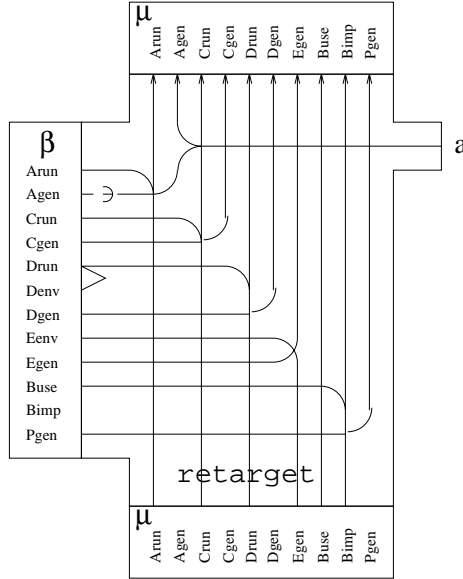 μ
Arun Agen Crun Cgen Drun Dgen Egen Buse Bimp Pgen
β
a
Arun
Agen
Crun
Cgen
Drun
Denv
Dgen
Eenv
Egen
Buse
Bimp
Pgen
retarget
μ
Arun Agen Crun Cgen Drun Dgen Egen Buse Bimp Pgen